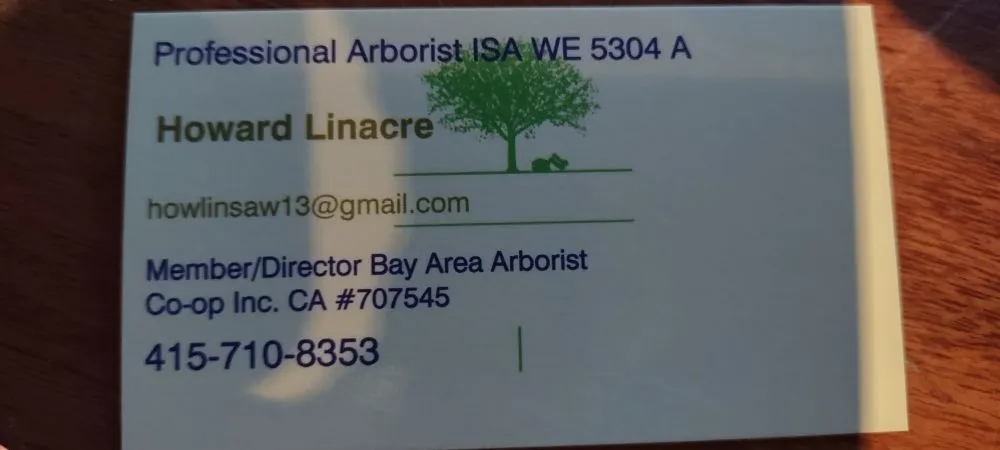 Professional Arborist ISA WE 5304 A
Howard Linacre
howlinsaw13@gmail.com
Member/Director Bay Area Arborist
Co-op Inc. CA #707545
415-710-8353